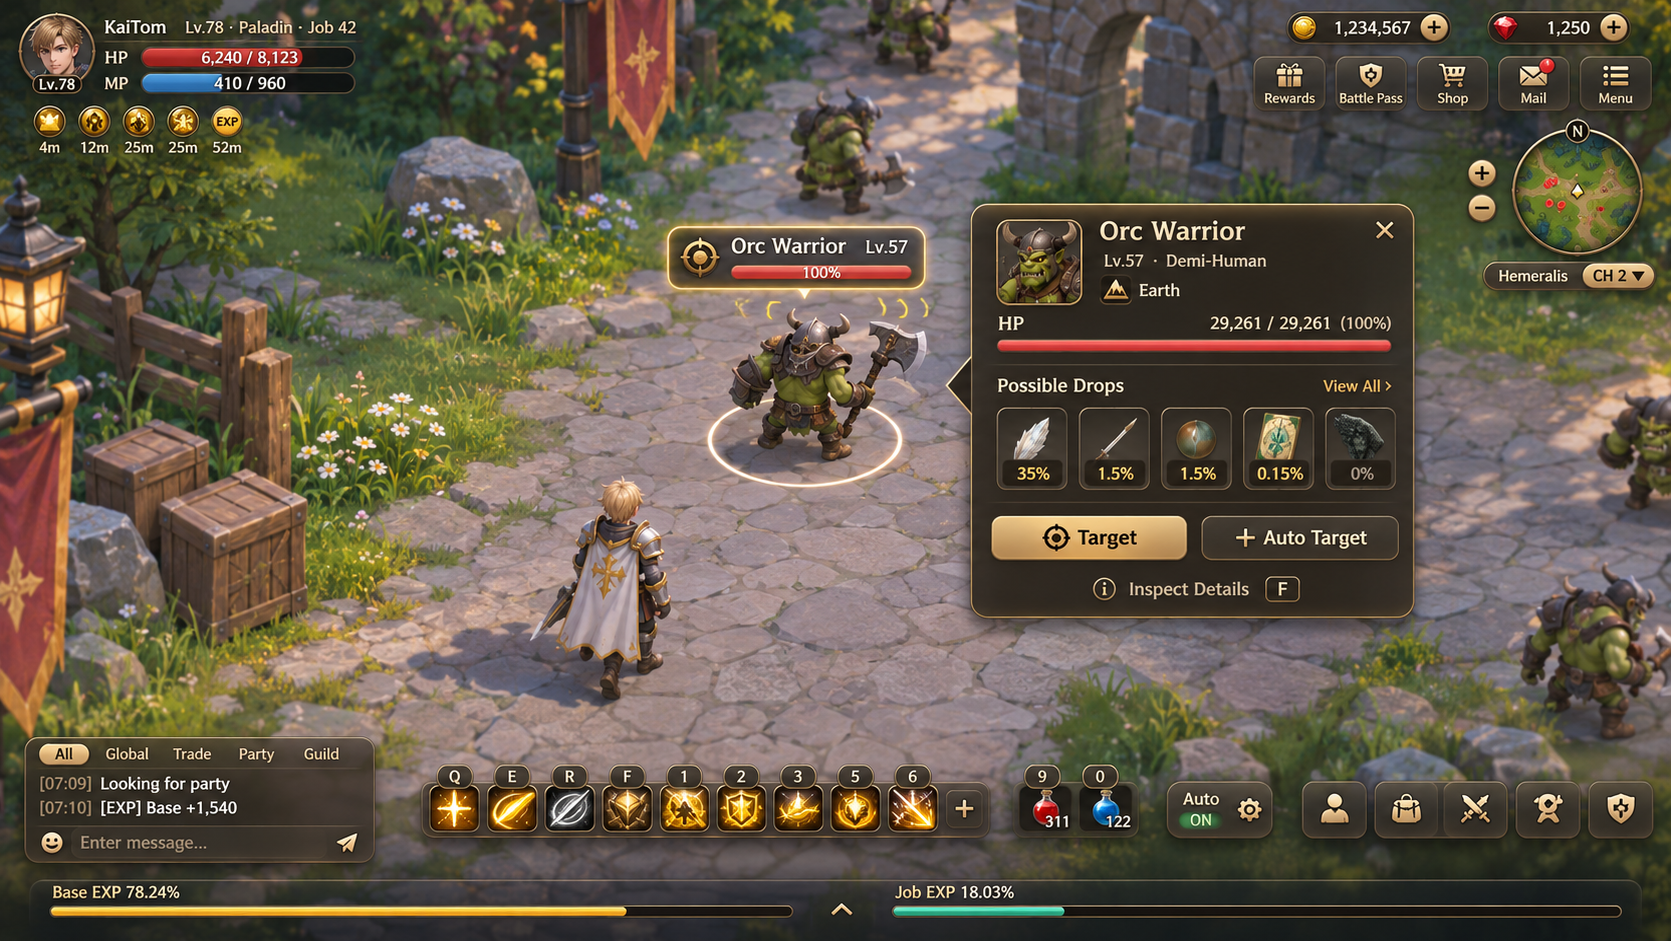 KaiTom Lv.78 · Paladin · Job 42
HP 6,240 / 8,123
MP 410 / 960
Lv.78
EXP
4m 12m 25m 25m 52m
1,234,567 + 1,250 +
Rewards Battle Pass Shop Mail Menu
N
+
−
Hemeralis CH 2
Orc Warrior Lv.57
100%
Orc Warrior
Lv.57 · Demi-Human
Earth
HP 29,261 / 29,261 (100%)
Possible Drops View All >
35% 1.5% 1.5% 0.15% 0%
Target + Auto Target
Inspect Details F
All Global Trade Party Guild
[07:09] Looking for party
[07:10] [EXP] Base +1,540
Enter message...
Q E R F 1 2 3 5 6 9 0
+
311 122
Auto
ON
Base EXP 78.24%
Job EXP 18.03%